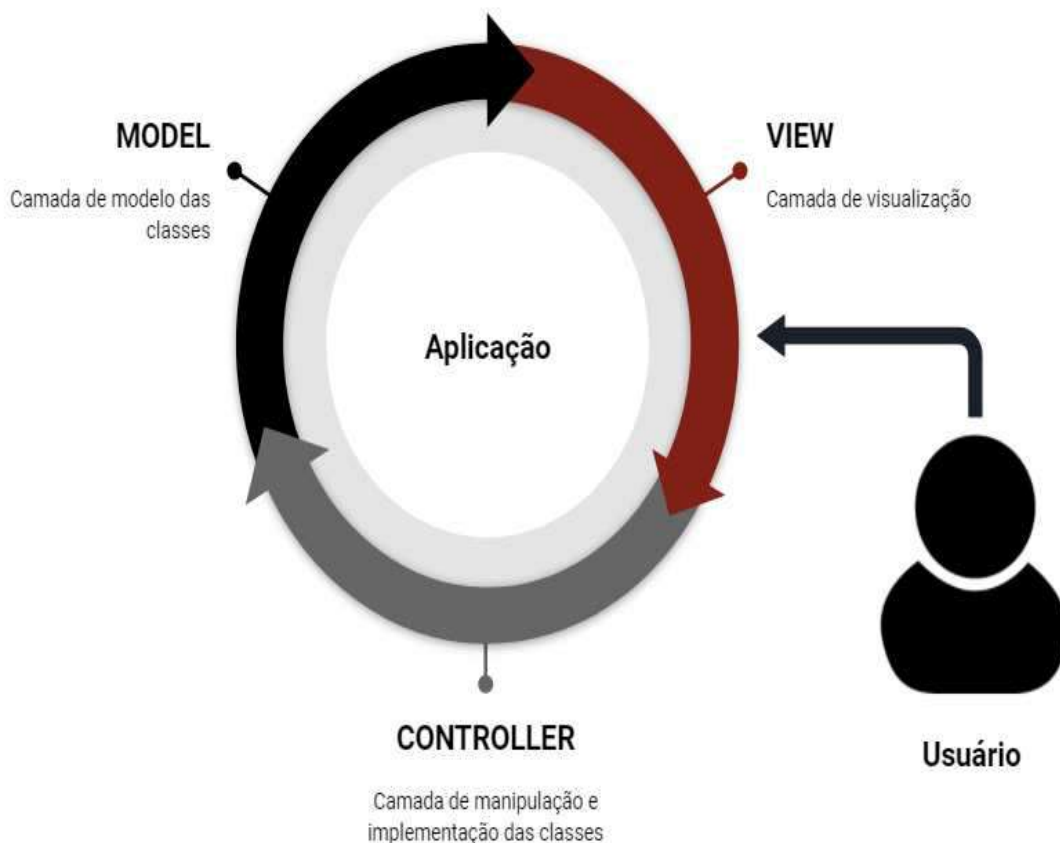 MODEL
Camada de modelo das
classes
VIEW
Camada de visualização
Aplicação
CONTROLLER
Camada de manipulação e
implementação das classes
Usuário